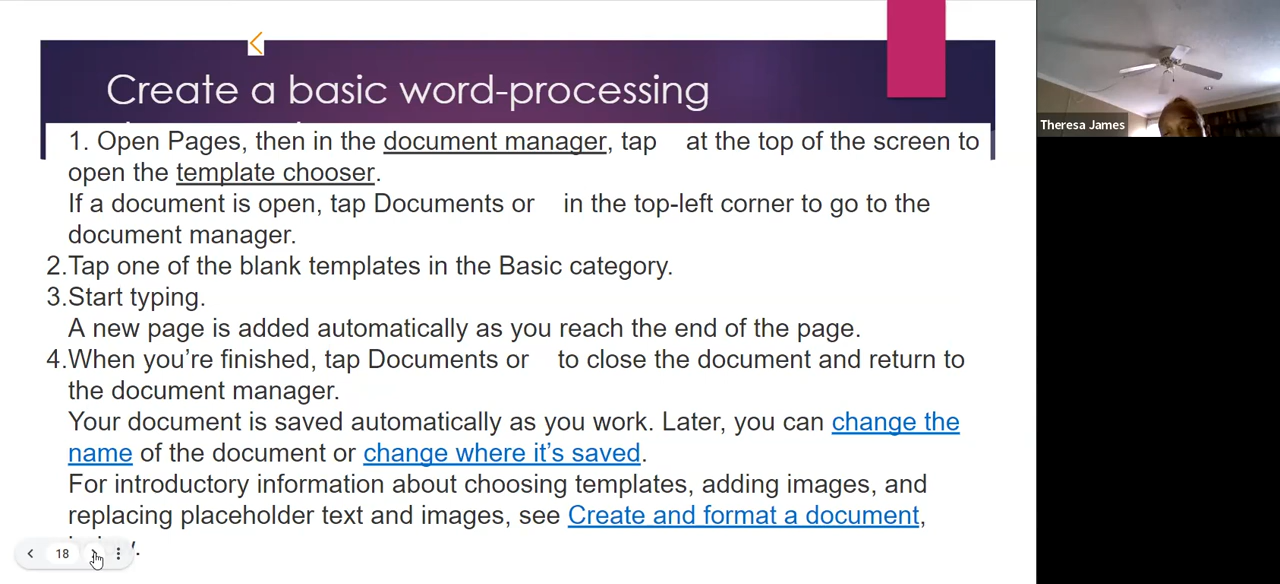 Create a basic word-processing
1. Open Pages, then in the document manager, tap at the top of the screen to
open the template chooser.
If a document is open, tap Documents or in the top-left corner to go to the
document manager.
2.Tap one of the blank templates in the Basic category.
3.Start typing.
A new page is added automatically as you reach the end of the page.
4.When you’re finished, tap Documents or to close the document and return to
the document manager.
Your document is saved automatically as you work. Later, you can change the
name of the document or change where it’s saved.
For introductory information about choosing templates, adding images, and
replacing placeholder text and images, see Create and format a document,
18
Theresa James